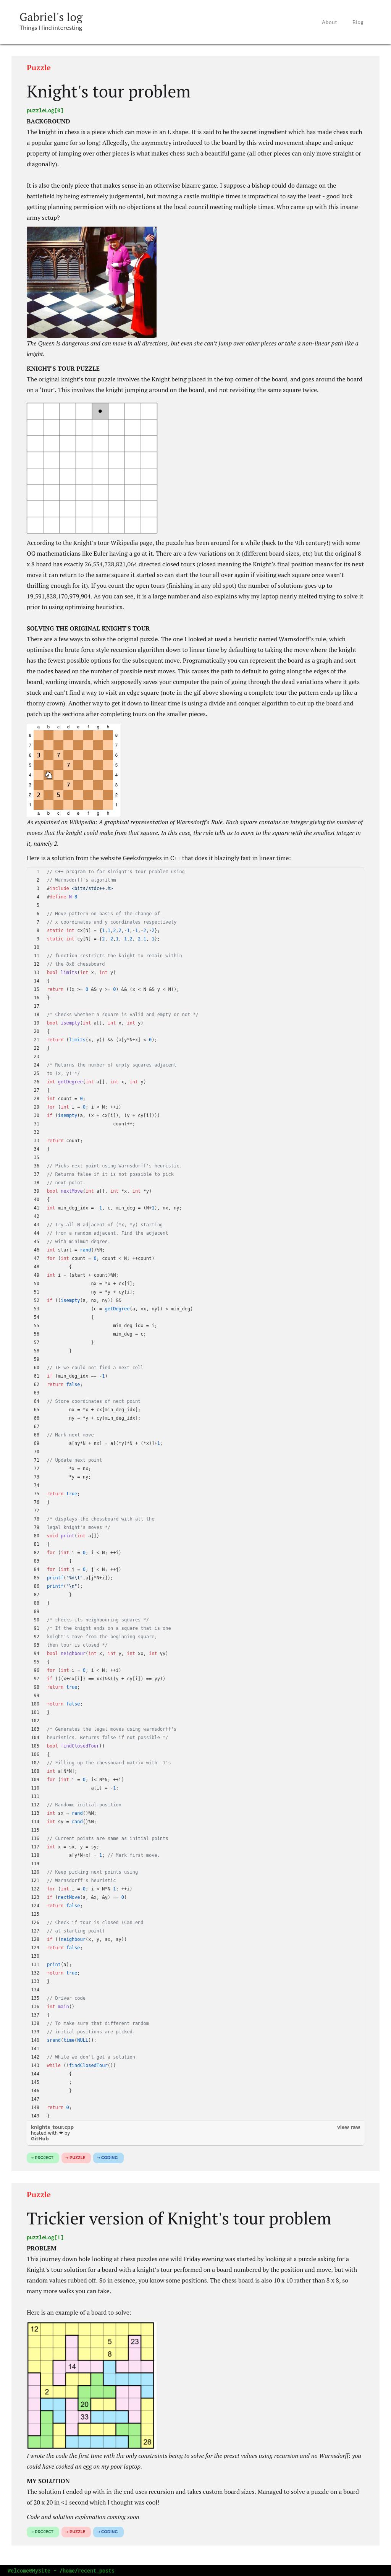 Gabriel's log
Things I find interesting
About
Blog
Puzzle
Knight's tour problem
puzzleLog[0]
BACKGROUND
The knight in chess is a piece which can move in an L shape. It is said to be the secret ingredient which has made chess such
a popular game for so long! Allegedly, the asymmetry introduced to the board by this weird movement shape and unique
property of jumping over other pieces is what makes chess such a beautiful game (all other pieces can only move straight or
diagonally).
It is also the only piece that makes sense in an otherwise bizarre game. I suppose a bishop could do damage on the
battlefield by being extremely judgemental, but moving a castle multiple times is impractical to say the least - good luck
getting planning permission with no objections at the local council meeting multiple times. Who came up with this insane
army setup?
The Queen is dangerous and can move in all directions, but even she can't jump over other pieces or take a non-linear path like a
knight.
KNIGHT'S TOUR PUZZLE
The original knight's tour puzzle involves the Knight being placed in the top corner of the board, and goes around the board
on a 'tour'. This involves the knight jumping around on the board, and not revisiting the same square twice.
According to the Knight's tour Wikipedia page, the puzzle has been around for a while (back to the 9th century!) with some
OG mathematicians like Euler having a go at it. There are a few variations on it (different board sizes, etc) but the original 8
x 8 board has exactly 26,534,728,821,064 directed closed tours (closed meaning the Knight's final position means for its next
move it can return to the same square it started so can start the tour all over again if visiting each square once wasn't
thrilling enough for it). If you count the open tours (finishing in any old spot) the number of solutions goes up to
19,591,828,170,979,904. As you can see, it is a large number and also explains why my laptop nearly melted trying to solve it
prior to using optimising heuristics.
SOLVING THE ORIGINAL KNIGHT'S TOUR
There are a few ways to solve the original puzzle. The one I looked at used a heuristic named Warnsdorff's rule, which
optimises the brute force style recursion algorithm down to linear time by defaulting to taking the move where the knight
has the fewest possible options for the subsequent move. Programatically you can represent the board as a graph and sort
the nodes based on the number of possible next moves. This causes the path to default to going along the edges of the
board, working inwards, which supposedly saves your computer the pain of going through the dead variations where it gets
stuck and can't find a way to visit an edge square (note in the gif above showing a complete tour the pattern ends up like a
thorny crown). Another way to get it down to linear time is using a divide and conquer algorithm to cut up the board and
patch up the sections after completing tours on the smaller pieces.
a b c d e f g h
8 8
7 7
6 3 7 6
5 7 5
4 4
3 7 3
2 2 5 2
1 1
a b c d e f g h
As explained on Wikipedia: A graphical representation of Warnsdorff's Rule. Each square contains an integer giving the number of
moves that the knight could make from that square. In this case, the rule tells us to move to the square with the smallest integer in
it, namely 2.
Here is a solution from the website Geeksforgeeks in C++ that does it blazingly fast in linear time:
1 // C++ program to for Kinight's tour problem using
2 // Warnsdorff's algorithm
3 #include <bits/stdc++.h>
4 #define N 8
5
6 // Move pattern on basis of the change of
7 // x coordinates and y coordinates respectively
8 static int cx[N] = {1,1,2,2,-1,-1,-2,-2};
9 static int cy[N] = {2,-2,1,-1,2,-2,1,-1};
10
11 // function restricts the knight to remain within
12 // the 8x8 chessboard
13 bool limits(int x, int y)
14 {
15 return ((x >= 0 && y >= 0) && (x < N && y < N));
16 }
17
18 /* Checks whether a square is valid and empty or not */
19 bool isempty(int a[], int x, int y)
20 {
21 return (limits(x, y)) && (a[y*N+x] < 0);
22 }
23
24 /* Returns the number of empty squares adjacent
25 to (x, y) */
26 int getDegree(int a[], int x, int y)
27 {
28 int count = 0;
29 for (int i = 0; i < N; ++i)
30 if (isempty(a, (x + cx[i]), (y + cy[i])))
31 count++;
32
33 return count;
34 }
35
36 // Picks next point using Warnsdorff's heuristic.
37 // Returns false if it is not possible to pick
38 // next point.
39 bool nextMove(int a[], int *x, int *y)
40 {
41 int min_deg_idx = -1, c, min_deg = (N+1), nx, ny;
42
43 // Try all N adjacent of (*x, *y) starting
44 // from a random adjacent. Find the adjacent
45 // with minimum degree.
46 int start = rand()%N;
47 for (int count = 0; count < N; ++count)
48 {
49 int i = (start + count)%N;
50 nx = *x + cx[i];
51 ny = *y + cy[i];
52 if ((isempty(a, nx, ny)) &&
53 (c = getDegree(a, nx, ny)) < min_deg)
54 {
55 min_deg_idx = i;
56 min_deg = c;
57 }
58 }
59
60 // IF we could not find a next cell
61 if (min_deg_idx == -1)
62 return false;
63
64 // Store coordinates of next point
65 nx = *x + cx[min_deg_idx];
66 ny = *y + cy[min_deg_idx];
67
68 // Mark next move
69 a[ny*N + nx] = a[(*y)*N + (*x)]+1;
70
71 // Update next point
72 *x = nx;
73 *y = ny;
74
75 return true;
76 }
77
78 /* displays the chessboard with all the
79 legal knight's moves */
80 void print(int a[])
81 {
82 for (int i = 0; i < N; ++i)
83 {
84 for (int j = 0; j < N; ++j)
85 printf("%d\t",a[j*N+i]);
86 printf("\n");
87 }
88 }
89
90 /* checks its neighbouring squares */
91 /* If the knight ends on a square that is one
92 knight's move from the beginning square,
93 then tour is closed */
94 bool neighbour(int x, int y, int xx, int yy)
95 {
96 for (int i = 0; i < N; ++i)
97 if (((x+cx[i]) == xx)&&((y + cy[i]) == yy))
98 return true;
99
100 return false;
101 }
102
103 /* Generates the legal moves using warnsdorff's
104 heuristics. Returns false if not possible */
105 bool findClosedTour()
106 {
107 // Filling up the chessboard matrix with -1's
108 int a[N*N];
109 for (int i = 0; i< N*N; ++i)
110 a[i] = -1;
111
112 // Randome initial position
113 int sx = rand()%N;
114 int sy = rand()%N;
115
116 // Current points are same as initial points
117 int x = sx, y = sy;
118 a[y*N+x] = 1; // Mark first move.
119
120 // Keep picking next points using
121 // Warnsdorff's heuristic
122 for (int i = 0; i < N*N-1; ++i)
123 if (nextMove(a, &x, &y) == 0)
124 return false;
125
126 // Check if tour is closed (Can end
127 // at starting point)
128 if (!neighbour(x, y, sx, sy))
129 return false;
130
131 print(a);
132 return true;
133 }
134
135 // Driver code
136 int main()
137 {
138 // To make sure that different random
139 // initial positions are picked.
140 srand(time(NULL));
141
142 // While we don't get a solution
143 while (!findClosedTour())
144 {
145 ;
146 }
147
148 return 0;
149 }
knights_tour.cpp
hosted with ❤ by
GitHub
view raw
→ PROJECT
→ PUZZLE
→ CODING
Puzzle
Trickier version of Knight's tour problem
puzzleLog[1]
PROBLEM
This journey down hole looking at chess puzzles one wild Friday evening was started by looking at a puzzle asking for a
Knight's tour solution for a board with a knight's tour performed on a board numbered by the position and move, but with
random values rubbed off. So in essence, you know some positions. The chess board is also 10 x 10 rather than 8 x 8, so
many more walks you can take.
Here is an example of a board to solve:
12
5 23
8
14
2
20
33
28
I wrote the code the first time with the only constraints being to solve for the preset values using recursion and no Warnsdorff: you
could have cooked an egg on my poor laptop.
MY SOLUTION
The solution I ended up with in the end uses recursion and takes custom board sizes. Managed to solve a puzzle on a board
of 20 x 20 in <1 second which I thought was cool!
Code and solution explanation coming soon
→ PROJECT
→ PUZZLE
→ CODING
Welcome@MySite ~ /home/recent_posts